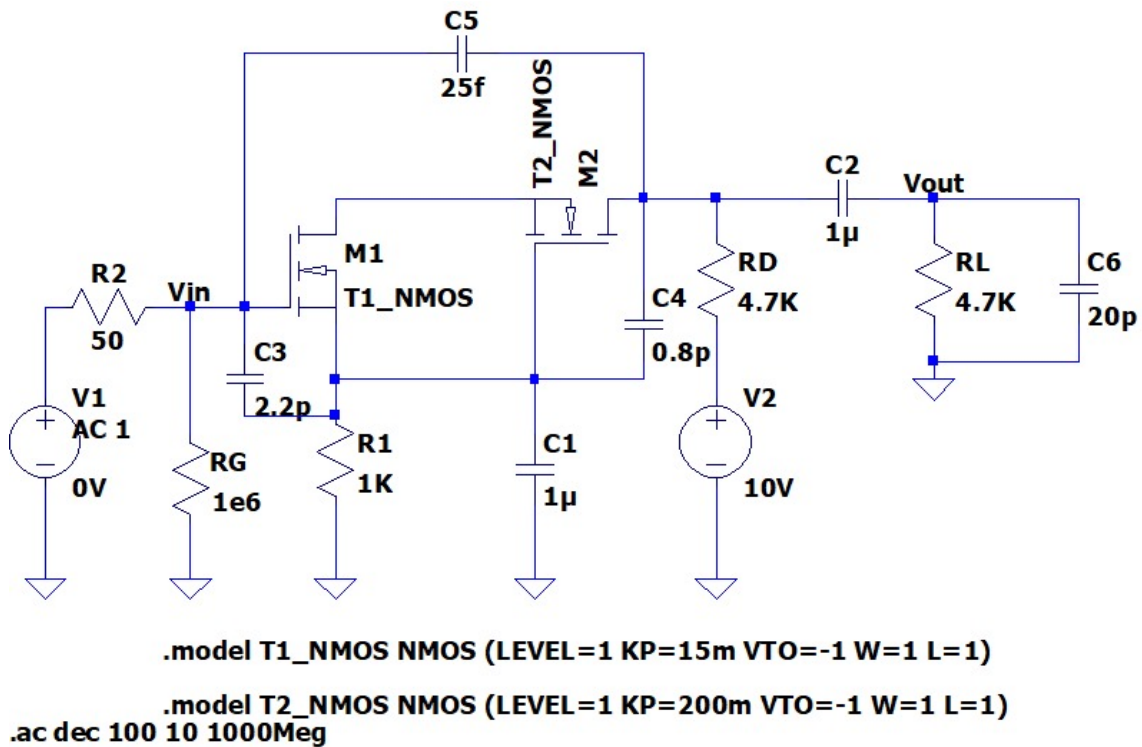 C5
25f
T2_NMOS
M2
C2
1µ
Vout
R2
50
Vin
M1
T1_NMOS
C3
2.2p
C4
0.8p
RD
4.7K
RL
4.7K
C6
20p
V1
AC 1
0V
RG
1e6
R1
1K
C1
1µ
V2
10V
.model T1_NMOS NMOS (LEVEL=1 KP=15m VTO=-1 W=1 L=1)
.model T2_NMOS NMOS (LEVEL=1 KP=200m VTO=-1 W=1 L=1)
.ac dec 100 10 1000Meg